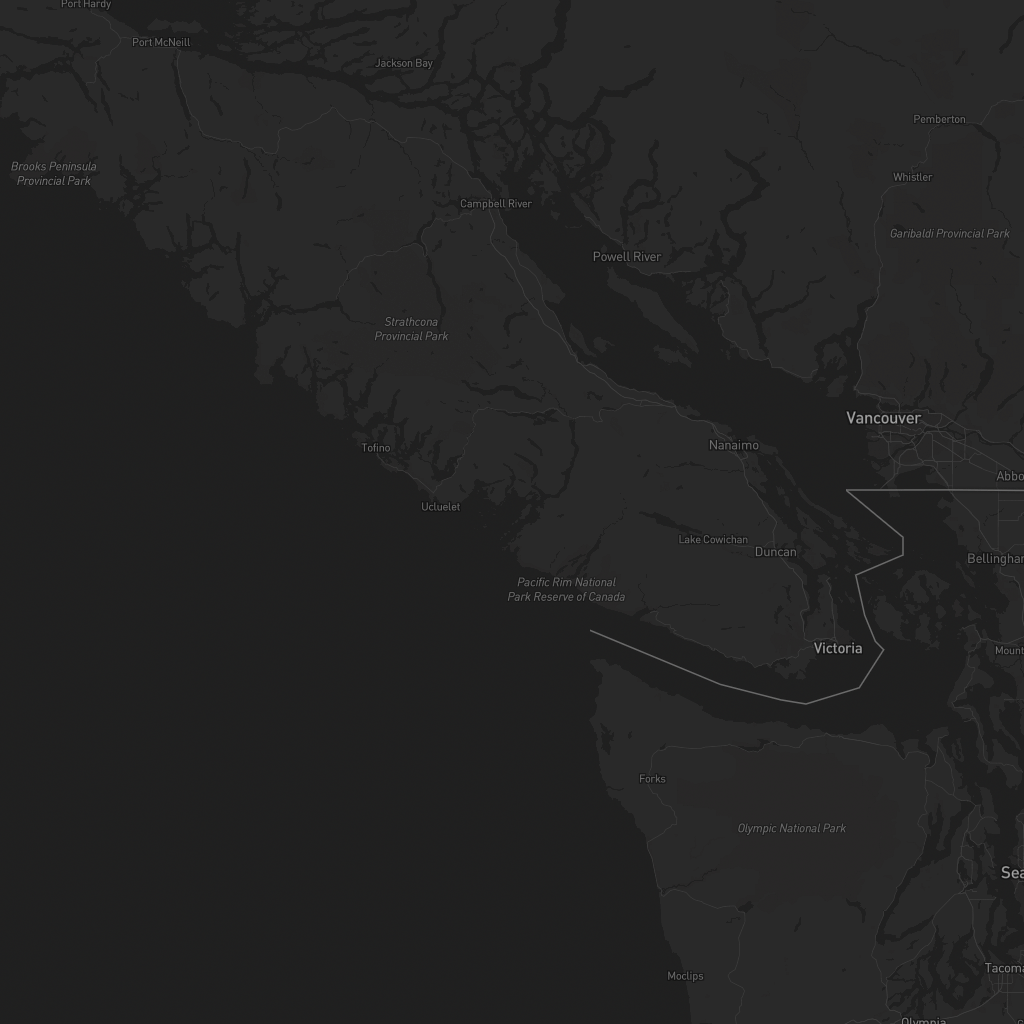 Port Hardy
Port McNeill
Jackson Bay
Pemberton
Brooks Peninsula
Provincial Park
Whistler
Campbell River
Garibaldi Provincial Park
Powell River
Strathcona
Provincial Park
Vancouver
Tofino
Nanaimo
Abbo
Ucluelet
Lake Cowichan
Duncan
Bellingham
Pacific Rim National
Park Reserve of Canada
Victoria
Mount
Forks
Olympic National Park
Sea
Tacoma
Moclips
Olympia